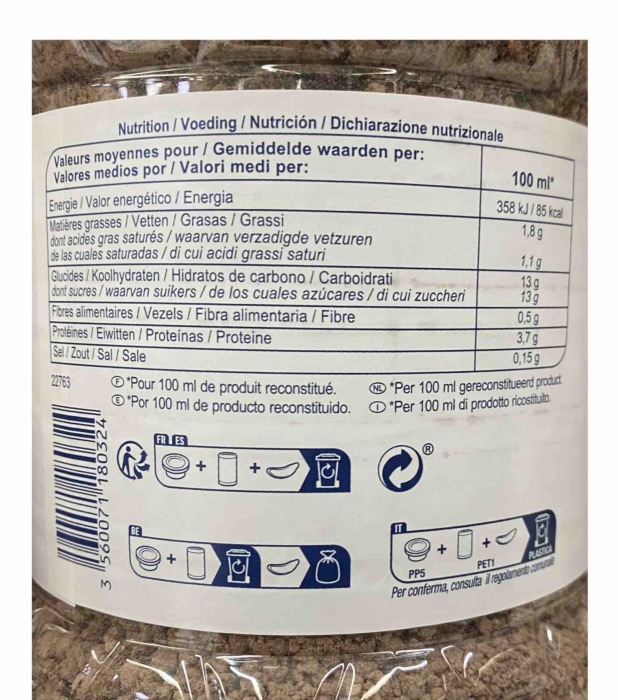 Nutrition / Voeding / Nutrición / Dichiarazione nutrizionale
Valeurs moyennes pour / Gemiddelde waarden per:
Valores medios por / Valori medi per:
100 ml*
Energie / Valor energético / Energia
358 kJ / 85 kcal
Matières grasses / Vetten / Grasas / Grassi
1,8 g
dont acides gras saturés / waarvan verzadigde vetzuren
de las cuales saturadas / di cui acidi grassi saturi
1,1 g
Glucides / Koolhydraten / Hidratos de carbono / Carboidrati
13 g
dont sucres / waarvan suikers / de los cuales azúcares / di cui zuccheri
13 g
Fibres alimentaires / Vezels / Fibra alimentaria / Fibre
0,5 g
Protéines / Eiwitten / Proteínas / Proteine
3,7 g
Sel / Zout / Sal / Sale
0,15 g
22763
F *Pour 100 ml de produit reconstitué.
E *Por 100 ml de producto reconstituido.
NL *Per 100 ml gereconstitueerd product.
I *Per 100 ml di prodotto ricostituito.
3 560071 180324
FR ES
+ +
®
BE
+
IT
+ +
PP5 PET1 PLASTICA
Per conferma, consulta il regolamento comunale